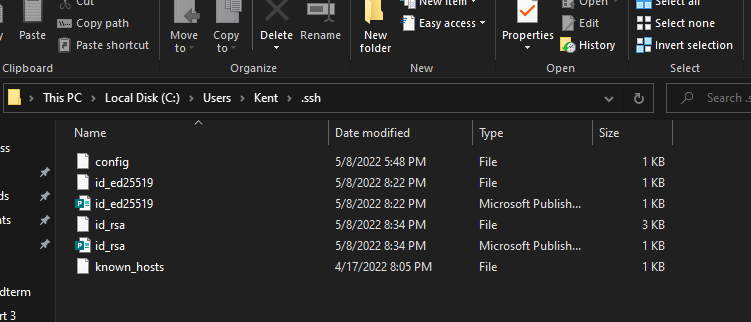 Cut
Copy path
Paste shortcut
Paste
Clipboard
Move to
Copy to
Delete
Rename
Organize
New item
Easy access
New folder
New
Properties
Open
Edit
History
Open
Select all
Select none
Invert selection
Select
This PC > Local Disk (C:) > Users > Kent > .ssh
Search .s
Name Date modified Type Size
config 5/8/2022 5:48 PM File 1 KB
id_ed25519 5/8/2022 8:22 PM File 1 KB
id_ed25519 5/8/2022 8:22 PM Microsoft Publish... 1 KB
id_rsa 5/8/2022 8:34 PM File 3 KB
id_rsa 5/8/2022 8:34 PM Microsoft Publish... 1 KB
known_hosts 4/17/2022 8:05 PM File 1 KB
ss
ds
nts
dterm
rt 3